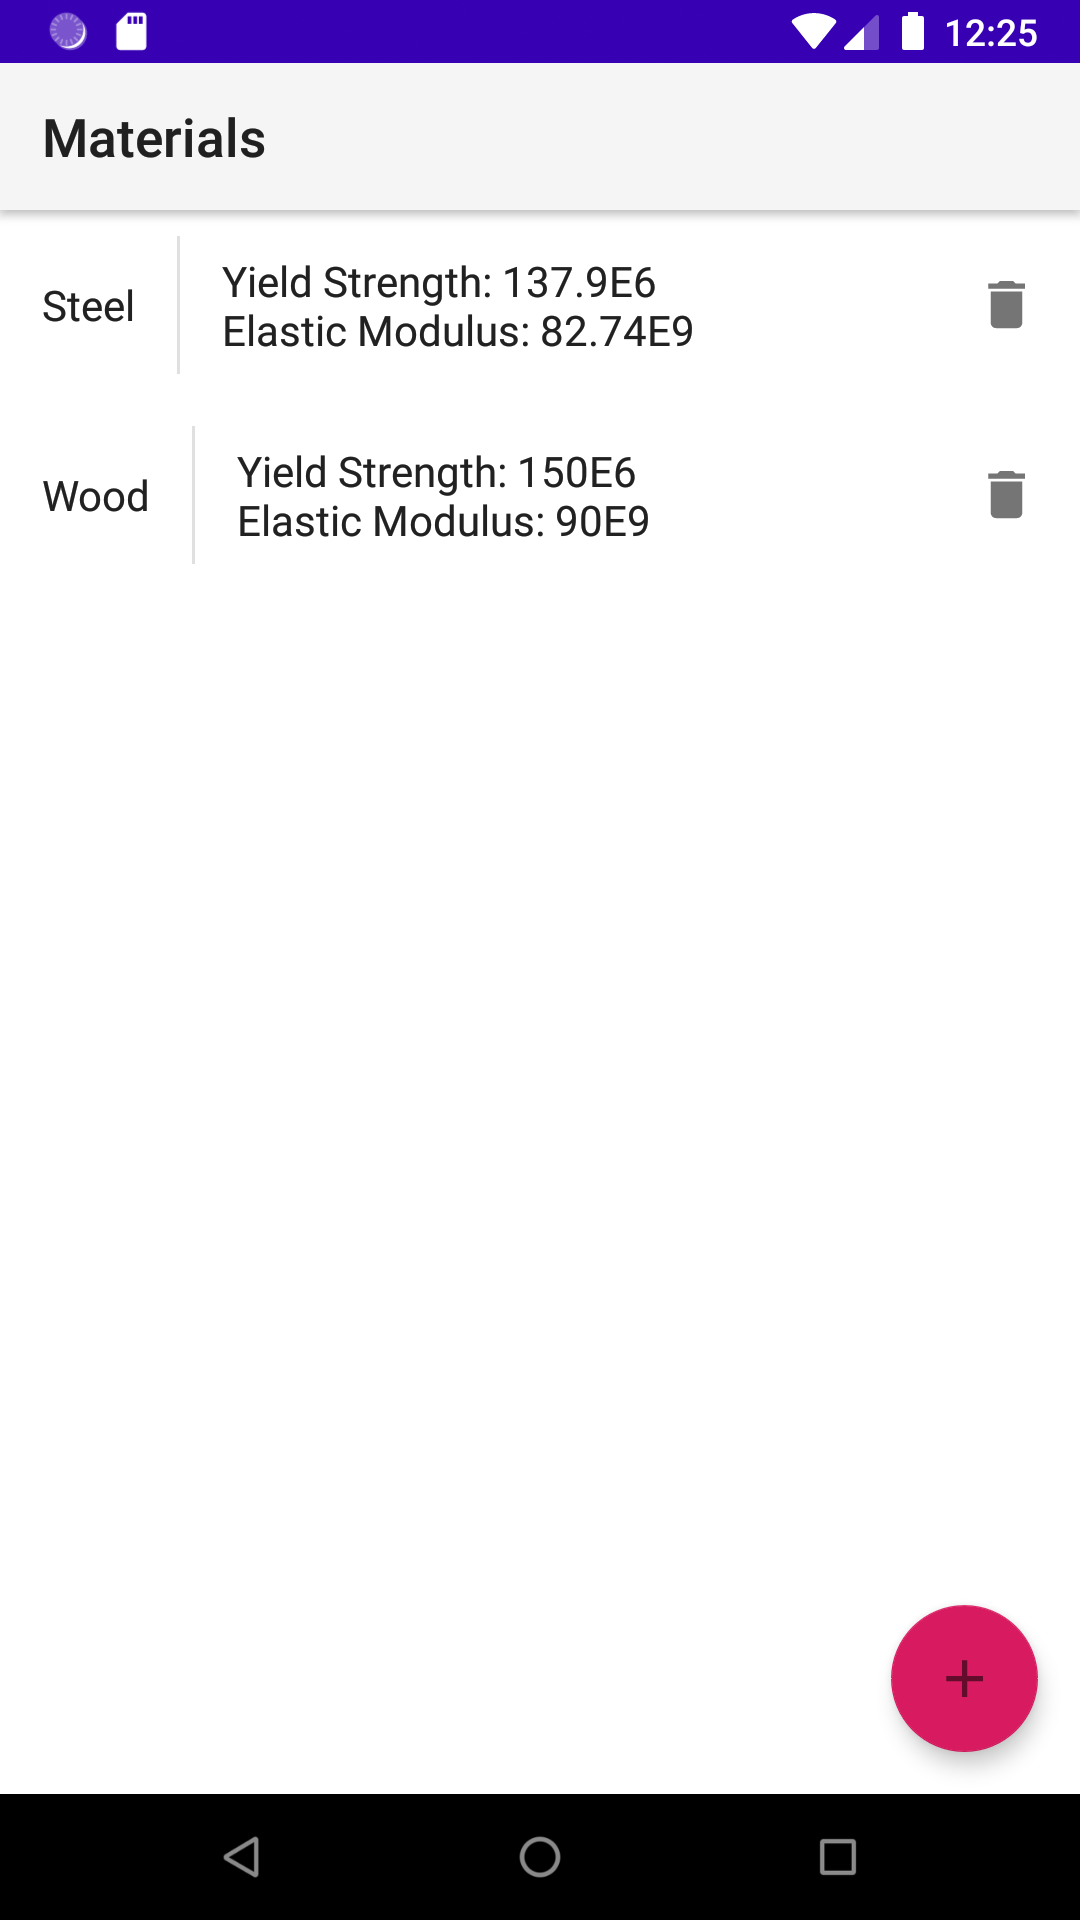 12:25
Materials
Steel
Yield Strength: 137.9E6
Elastic Modulus: 82.74E9
Wood
Yield Strength: 150E6
Elastic Modulus: 90E9